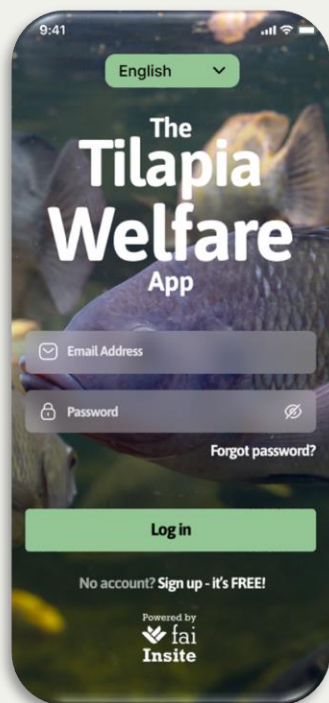 9:41
English
The
Tilapia
Welfare
App
Email Address
Password
Forgot password?
Log in
No account? Sign up - it's FREE!
Powered by
fai
Insite